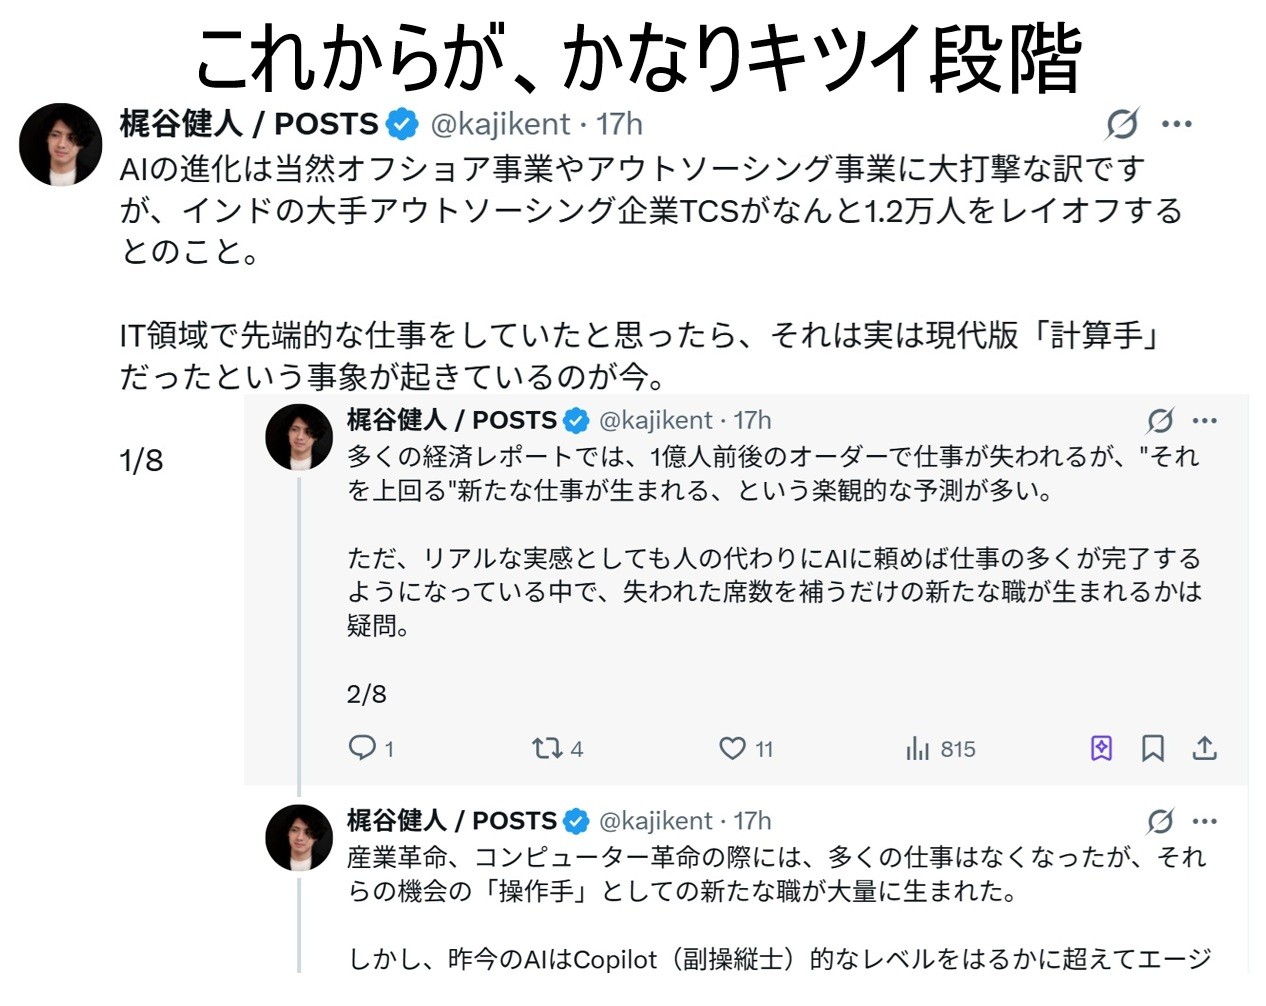 これからが、かなりキツイ段階
梶谷健人 / POSTS @kajikent · 17h
AIの進化は当然オフショア事業やアウトソーシング事業に大打撃な訳です
が、インドの大手アウトソーシング企業TCSがなんと1.2万人をレイオフする
とのこと。
IT領域で先端的な仕事をしていたと思ったら、それは実は現代版「計算手」
だったという事象が起きているのが今。
1/8
梶谷健人 / POSTS @kajikent · 17h
多くの経済レポートでは、1億人前後のオーダーで仕事が失われるが、"それ
を上回る"新たな仕事が生まれる、という楽観的な予測が多い。
ただ、リアルな実感としても人の代わりにAIに頼めば仕事の多くが完了する
ようになっている中で、失われた席数を補うだけの新たな職が生まれるかは
疑問。
2/8
1 4 11 815
梶谷健人 / POSTS @kajikent · 17h
産業革命、コンピューター革命の際には、多くの仕事はなくなったが、それ
らの機会の「操作手」としての新たな職が大量に生まれた。
しかし、昨今のAIはCopilot（副操縦士）的なレベルをはるかに超えてエージ